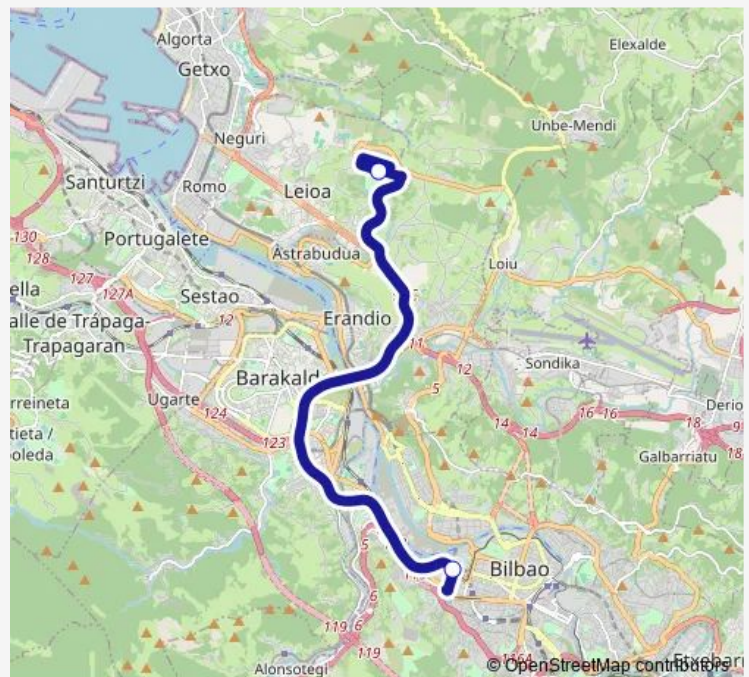 Algorta
Elexalde
Getxo
Unbe-Mendi
Neguri
Santurtzi
Romo
Leioa
Portugalete
130
128
Astrabudua
Loiu
127
127A
ella
Sestao
alle de Trápaga-
Trapagaran
12
Erandio
11
12
Sondika
Barakald
5
rreineta
Ugarte
124
14
16
16
Derio
14
18
9
tieta /
oleda
123
Galbarriatu
18
5
Bilbao
6
119
119
6
Alonsotegi
Etxebarri
© OpenStreetMap contributors